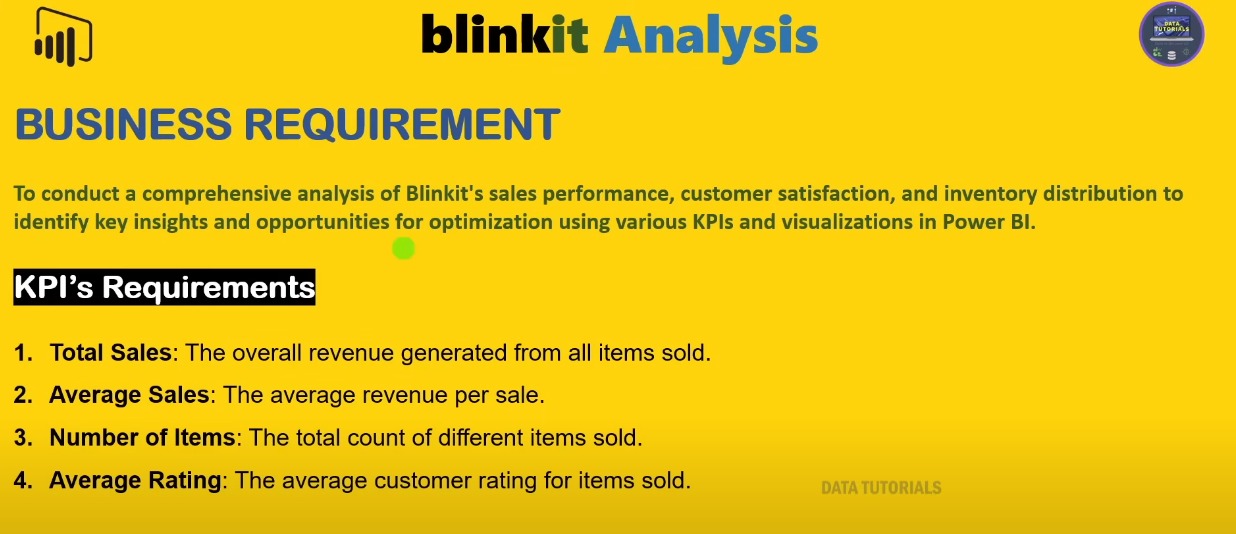 blinkit Analysis
DATA
TUTORIALS
BUSINESS REQUIREMENT
To conduct a comprehensive analysis of Blinkit's sales performance, customer satisfaction, and inventory distribution to
identify key insights and opportunities for optimization using various KPIs and visualizations in Power BI.
KPI’s Requirements
1. Total Sales: The overall revenue generated from all items sold.
2. Average Sales: The average revenue per sale.
3. Number of Items: The total count of different items sold.
4. Average Rating: The average customer rating for items sold.
DATA TUTORIALS